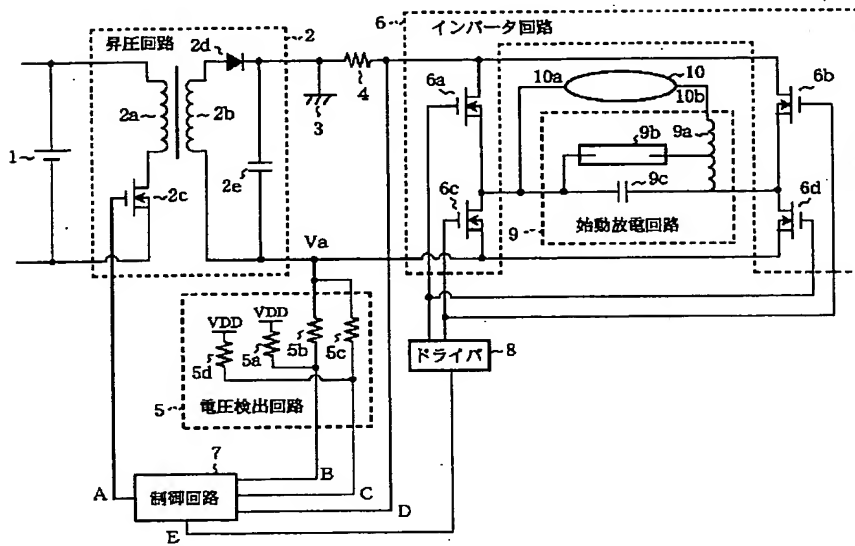 6
インバータ回路
昇圧回路
2
2d
2a
2b
2c
2e
1
3
4
6a
6b
6c
6d
10a
10
10b
9a
9b
9c
9
始動放電回路
Va
VDD
VDD
5d
5a
5b
5c
5
電圧検出回路
ドライバ
8
7
制御回路
A
B
C
D
E